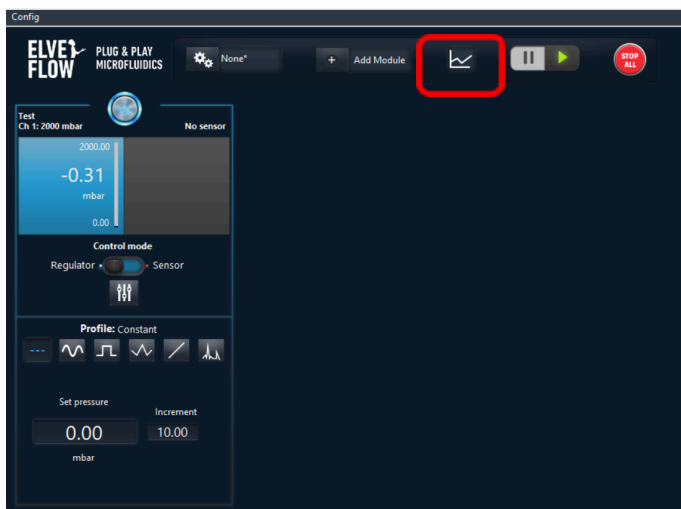 Config
ELVE FLOW
PLUG & PLAY
MICROFLUIDICS
None*
+ Add Module
STOP
ALL
Test
Ch 1: 2000 mbar
No sensor
2000.00
-0.31
mbar
0.00
Control mode
Regulator
Sensor
Profile: Constant
Set pressure
Increment
0.00
10.00
mbar